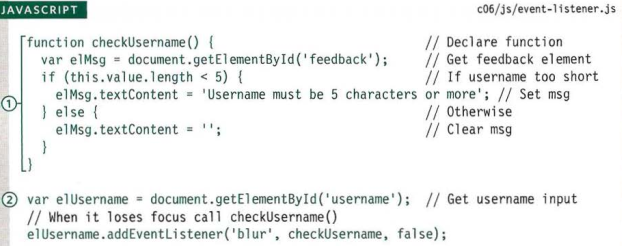 JAVASCRIPT c06/js/event-listener.js
function checkUsername() { // Declare function
var elMsg = document.getElementById('feedback'); // Get feedback element
if (this.value.length < 5) { // If username too short
elMsg.textContent = 'Username must be 5 characters or more'; // Set msg
} else { // Otherwise
elMsg.textContent = ''; // Clear msg
}
}
① 
② var elUsername = document.getElementById('username'); // Get username input
// When it loses focus call checkUsername()
elUsername.addEventListener('blur', checkUsername, false);